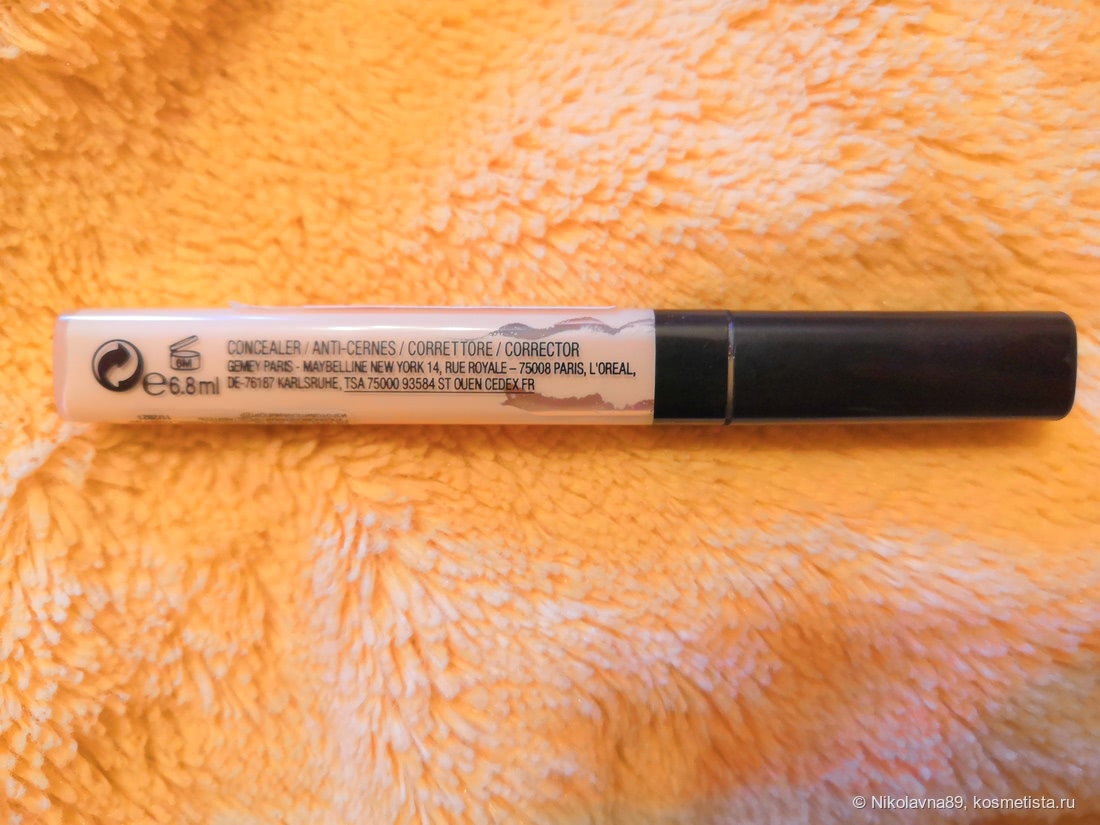 CONCEALER / ANTI-CERNES / CORRETTORE / CORRECTOR
GEMEY PARIS - MAYBELLINE NEW YORK 14, RUE ROYALE – 75008 PARIS, L'OREAL,
DE-76187 KARLSRUHE, TSA 75000 93584 ST OUEN CEDEX FR
6M
e6.8ml
© Nikolavna89, kosmetista.ru